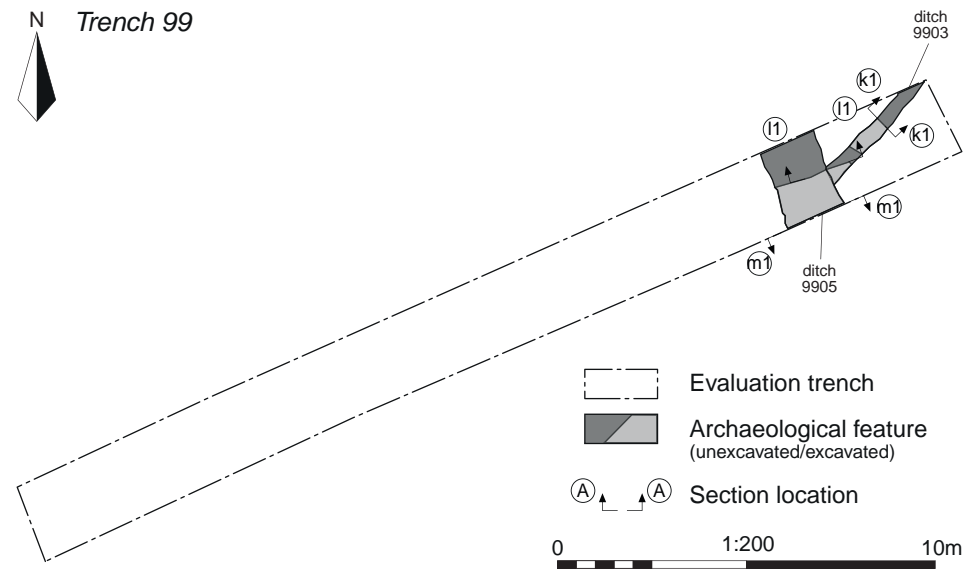 N
Trench 99
ditch
9903
k1
l1
l1
k1
m1
m1
ditch
9905
Evaluation trench
Archaeological feature
(unexcavated/excavated)
A A Section location
0 1:200 10m